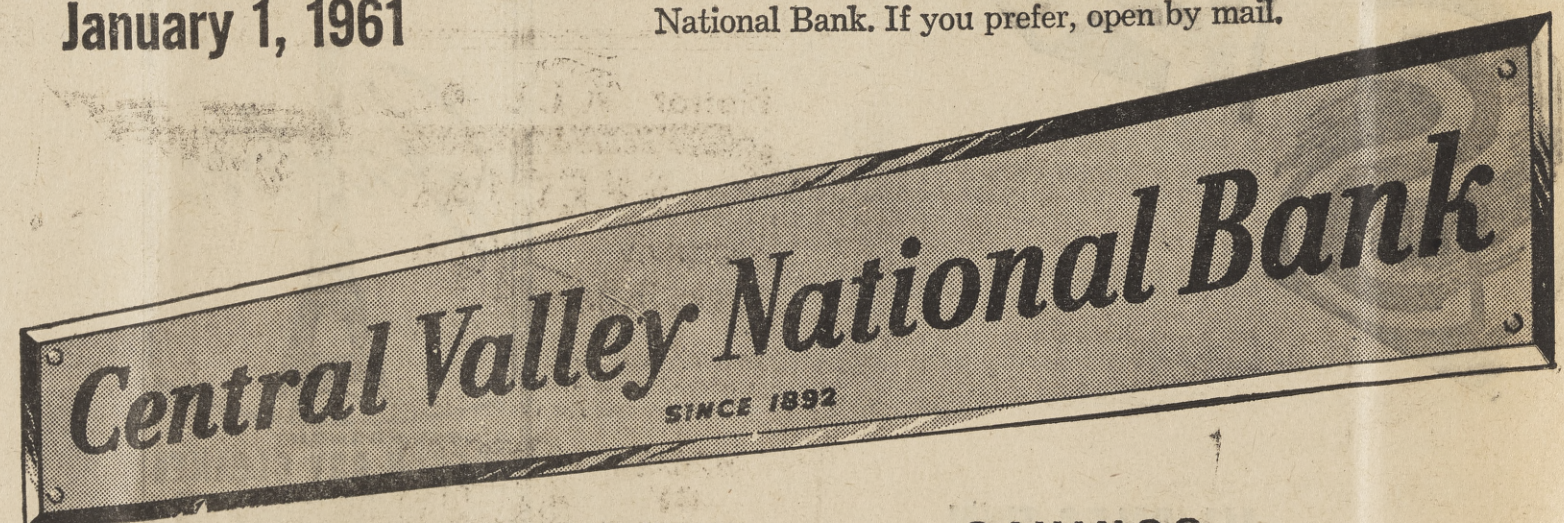 January 1, 1961
National Bank. If you prefer, open by mail.
Central Valley National Bank
SINCE 1892